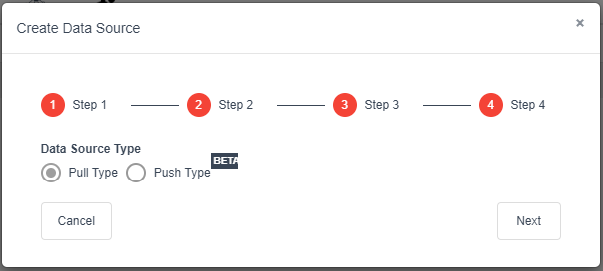 Create Data Source ×
1 Step 1 2 Step 2 3 Step 3 4 Step 4
Data Source Type
Pull Type Push Type BETA
Cancel Next